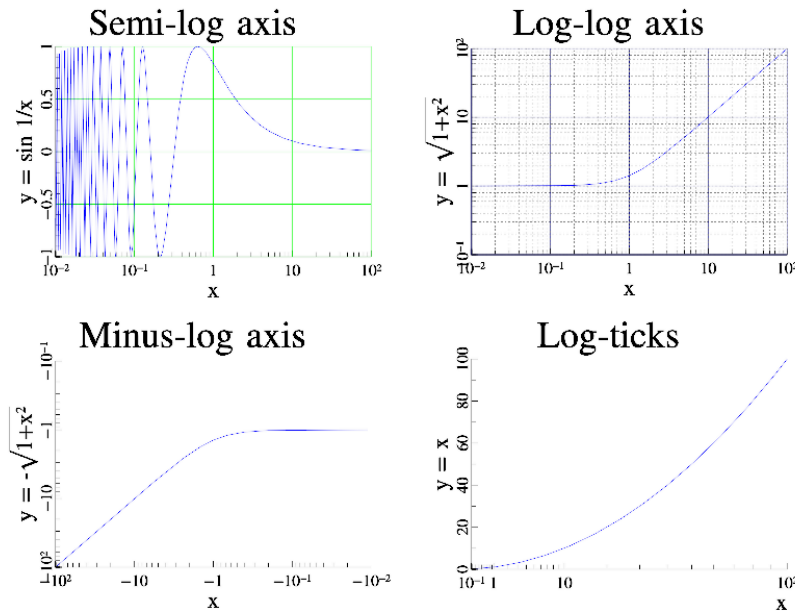 Semi-log axis
y = sin 1/x
1
0.5
0
−0.5
−1
10⁻² 10⁻¹ 1 10 10²
x
Log-log axis
y = √1+x²
10²
10
1
10⁻¹
10⁻² 10⁻¹ 1 10 10²
x
Minus-log axis
y = -√1+x²
−10⁻¹
−1
−10
−10² −10 −1 −10⁻¹ −10⁻²
x
Log-ticks
y = x
100
80
60
40
20
0
10⁻¹ 1 10
x